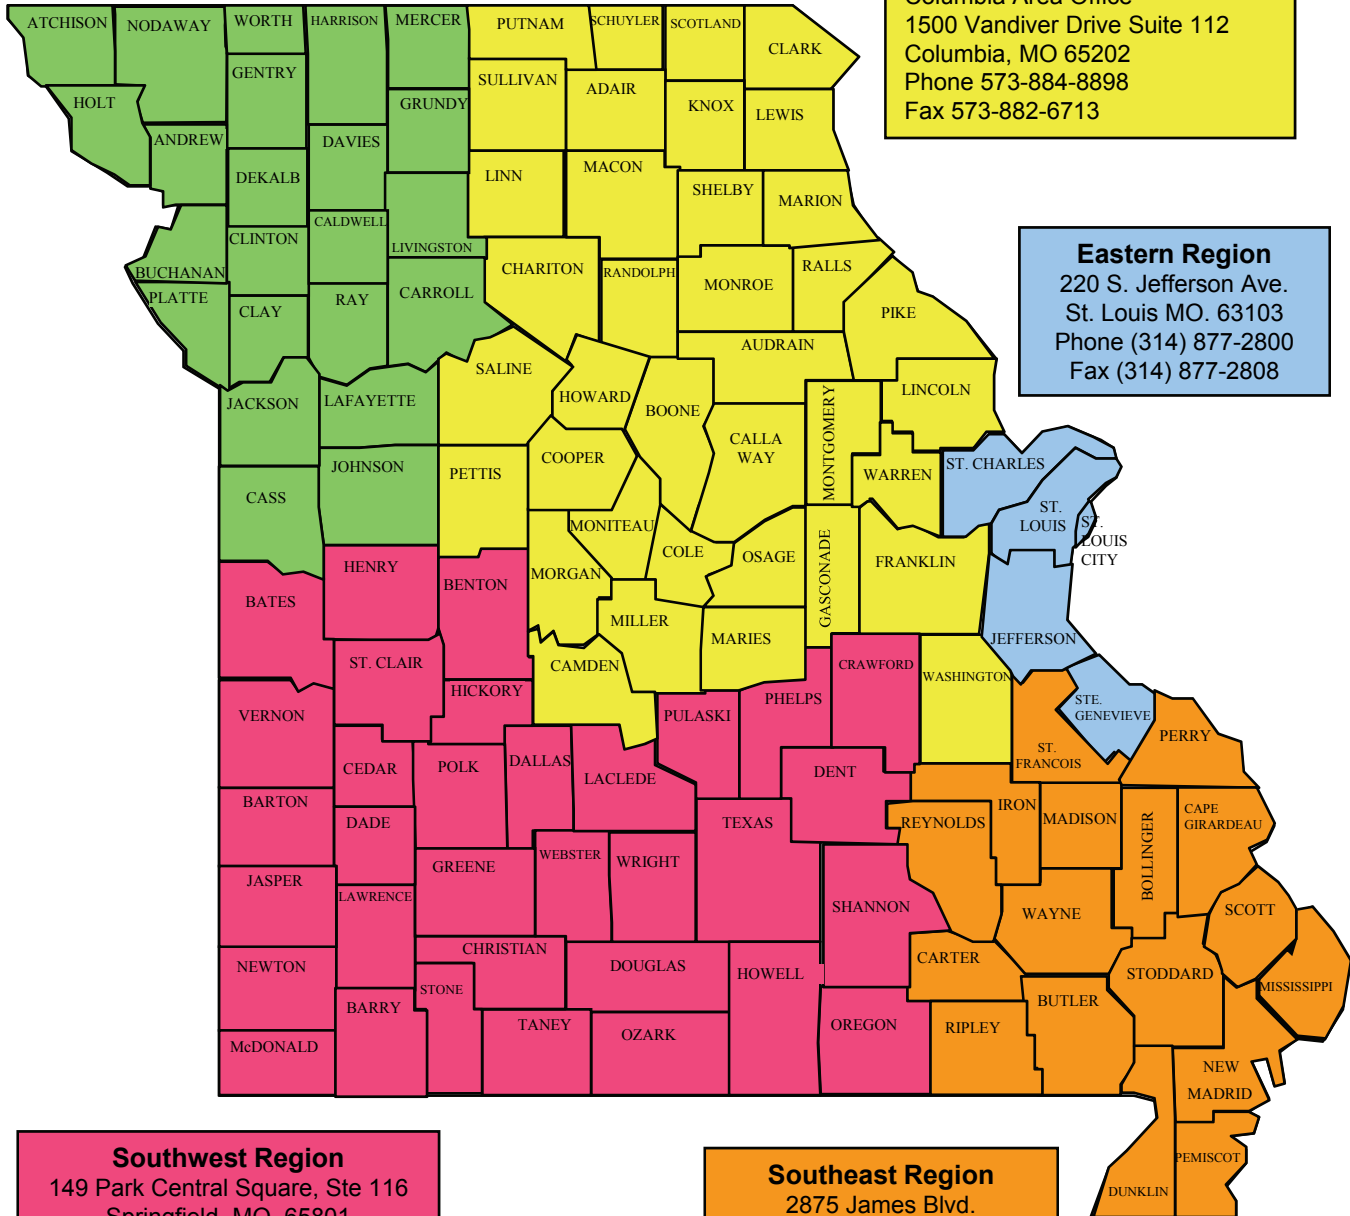 Columbia Area Office
1500 Vandiver Drive Suite 112
Columbia, MO 65202
Phone 573-884-8898
Fax 573-882-6713
ATCHISON
NODAWAY
WORTH
HARRISON
MERCER
PUTNAM
SCHUYLER
SCOTLAND
CLARK
GENTRY
SULLIVAN
ADAIR
HOLT
GRUNDY
KNOX
LEWIS
ANDREW
DAVIES
DEKALB
LINN
MACON
SHELBY
MARION
CALDWELL
CLINTON
LIVINGSTON
BUCHANAN
CHARITON
RANDOLPH
MONROE
RALLS
Eastern Region
220 S. Jefferson Ave.
St. Louis MO. 63103
Phone (314) 877-2800
Fax (314) 877-2808
PLATTE
CLAY
RAY
CARROLL
PIKE
AUDRAIN
SALINE
HOWARD
LINCOLN
JACKSON
LAFAYETTE
BOONE
MONTGOMERY
CALLA
WAY
COOPER
JOHNSON
PETTIS
WARREN
ST. CHARLES
CASS
ST.
LOUIS
ST.
LOUIS
CITY
MONITEAU
COLE
OSAGE
GASCONADE
FRANKLIN
HENRY
BENTON
MORGAN
BATES
MILLER
MARIES
JEFFERSON
ST. CLAIR
CAMDEN
CRAWFORD
WASHINGTON
HICKORY
PHELPS
STE.
GENEVIEVE
VERNON
PULASKI
PERRY
ST.
FRANCOIS
CEDAR
POLK
DALLAS
LACLEDE
DENT
BARTON
DADE
TEXAS
REYNOLDS
IRON
MADISON
BOLLINGER
CAPE
GIRARDEAU
GREENE
WEBSTER
WRIGHT
JASPER
LAWRENCE
SHANNON
WAYNE
SCOTT
CHRISTIAN
NEWTON
DOUGLAS
HOWELL
CARTER
STODDARD
STONE
MISSISSIPPI
BARRY
BUTLER
TANEY
OZARK
OREGON
RIPLEY
McDONALD
NEW
MADRID
PEMISCOT
DUNKLIN
Southwest Region
149 Park Central Square, Ste 116
Springfield, MO 65801
Southeast Region
2875 James Blvd.